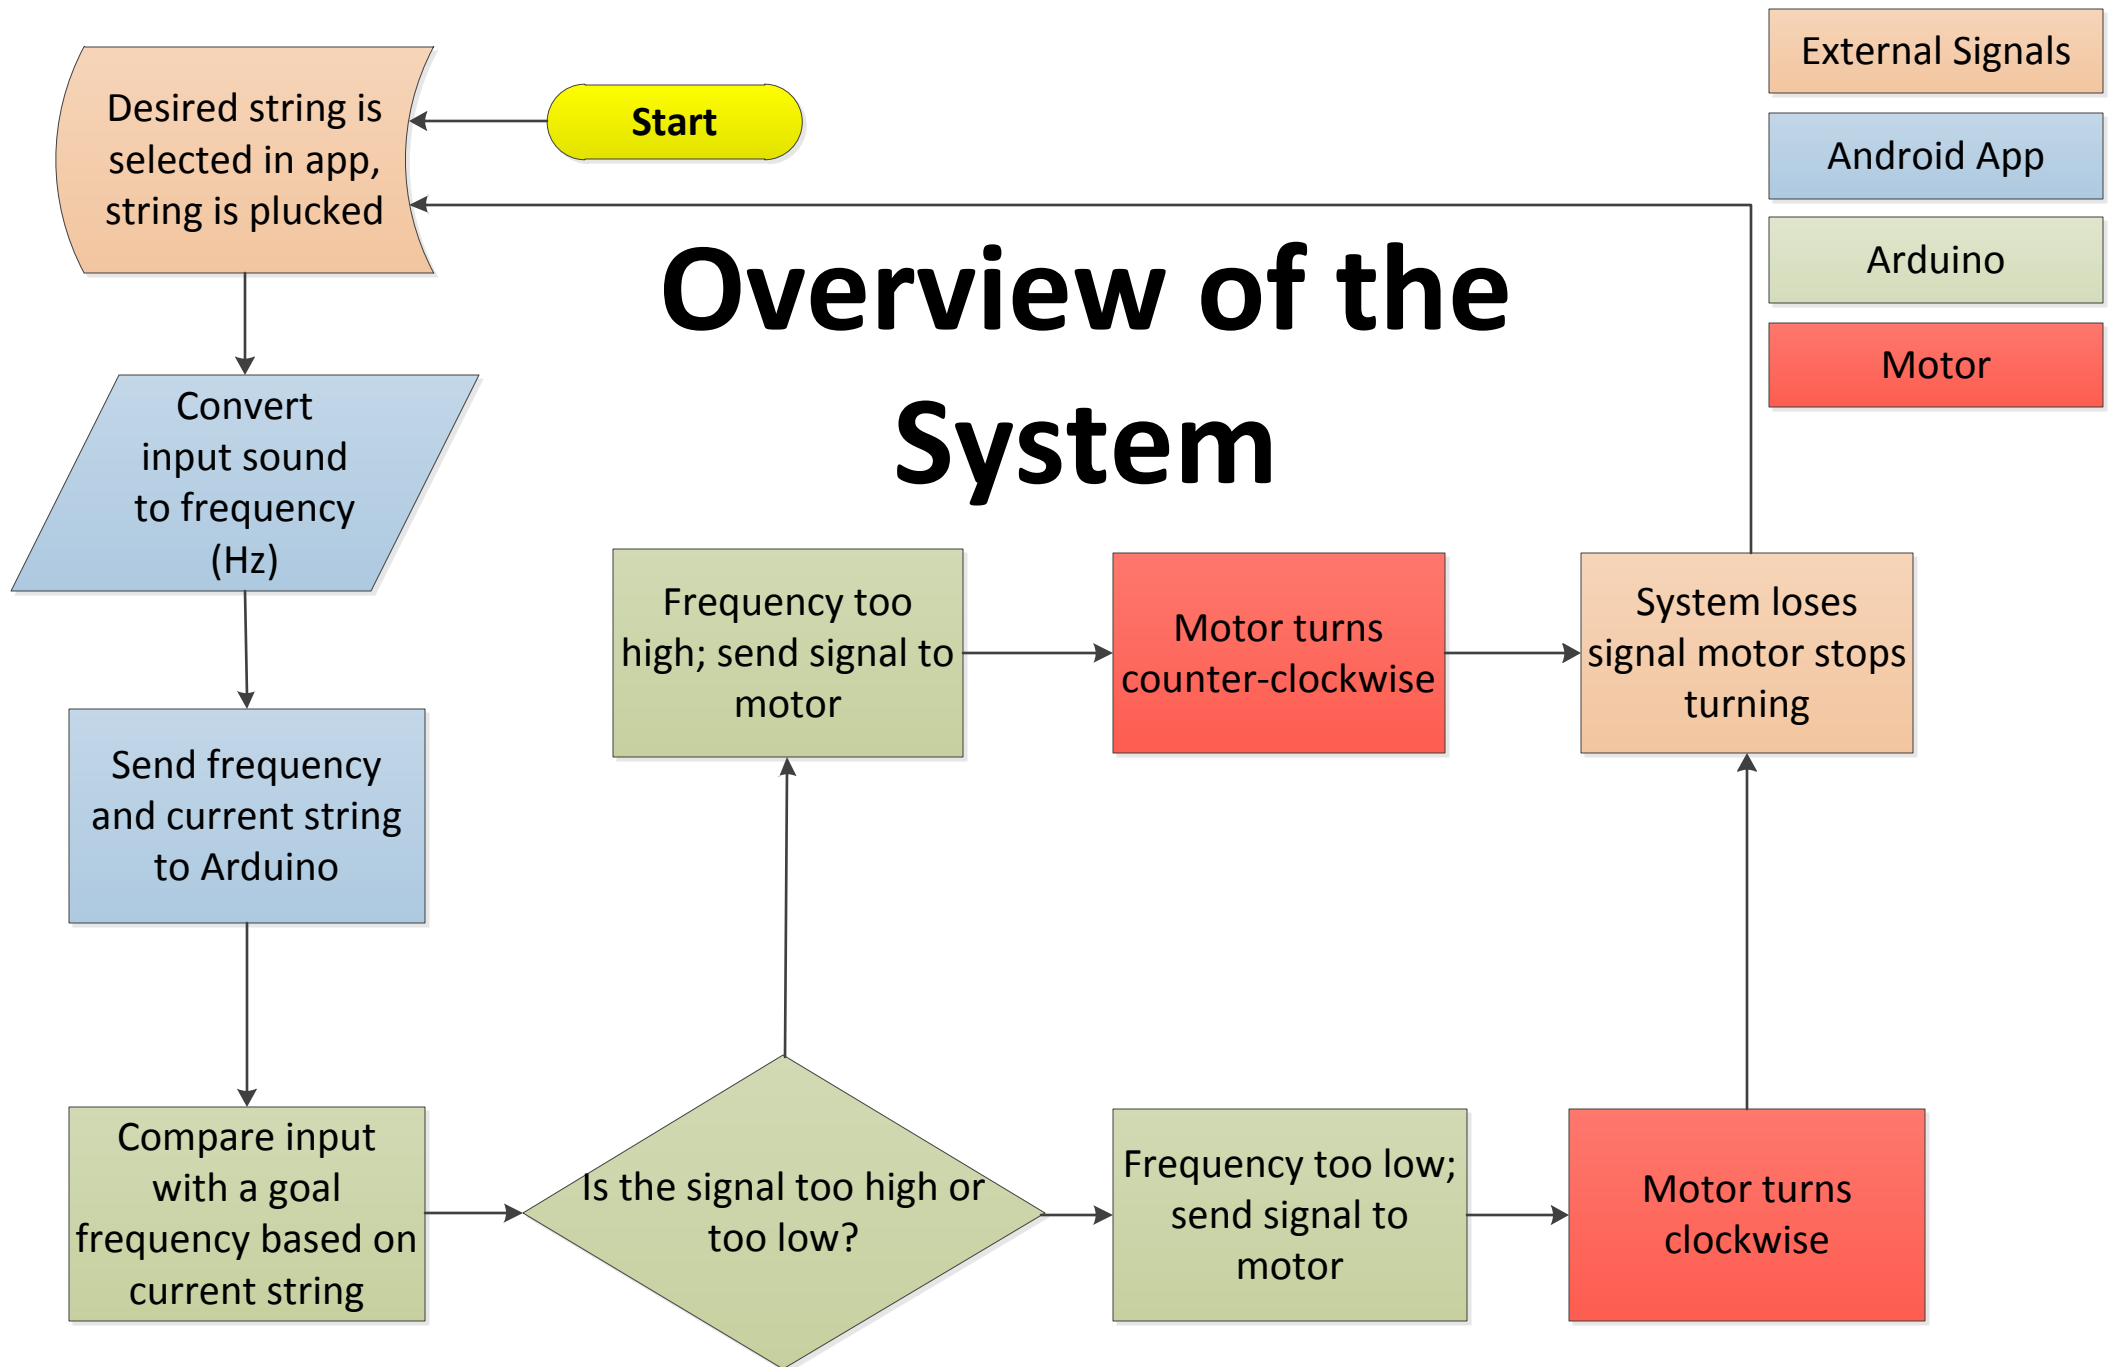 Desired string is
selected in app,
string is plucked
Start
External Signals
Android App
Arduino
Motor
Overview of the
System
Convert
input sound
to frequency
(Hz)
Frequency too
high; send signal to
motor
Motor turns
counter-clockwise
System loses
signal motor stops
turning
Send frequency
and current string
to Arduino
Compare input
with a goal
frequency based on
current string
Is the signal too high or
too low?
Frequency too low;
send signal to
motor
Motor turns
clockwise